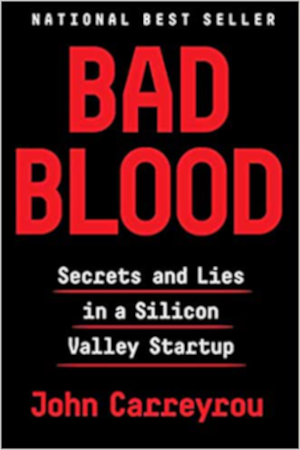 NATIONAL BEST SELLER
BAD
BLOOD
Secrets and Lies
in a Silicon
Valley Startup
John Carreyrou